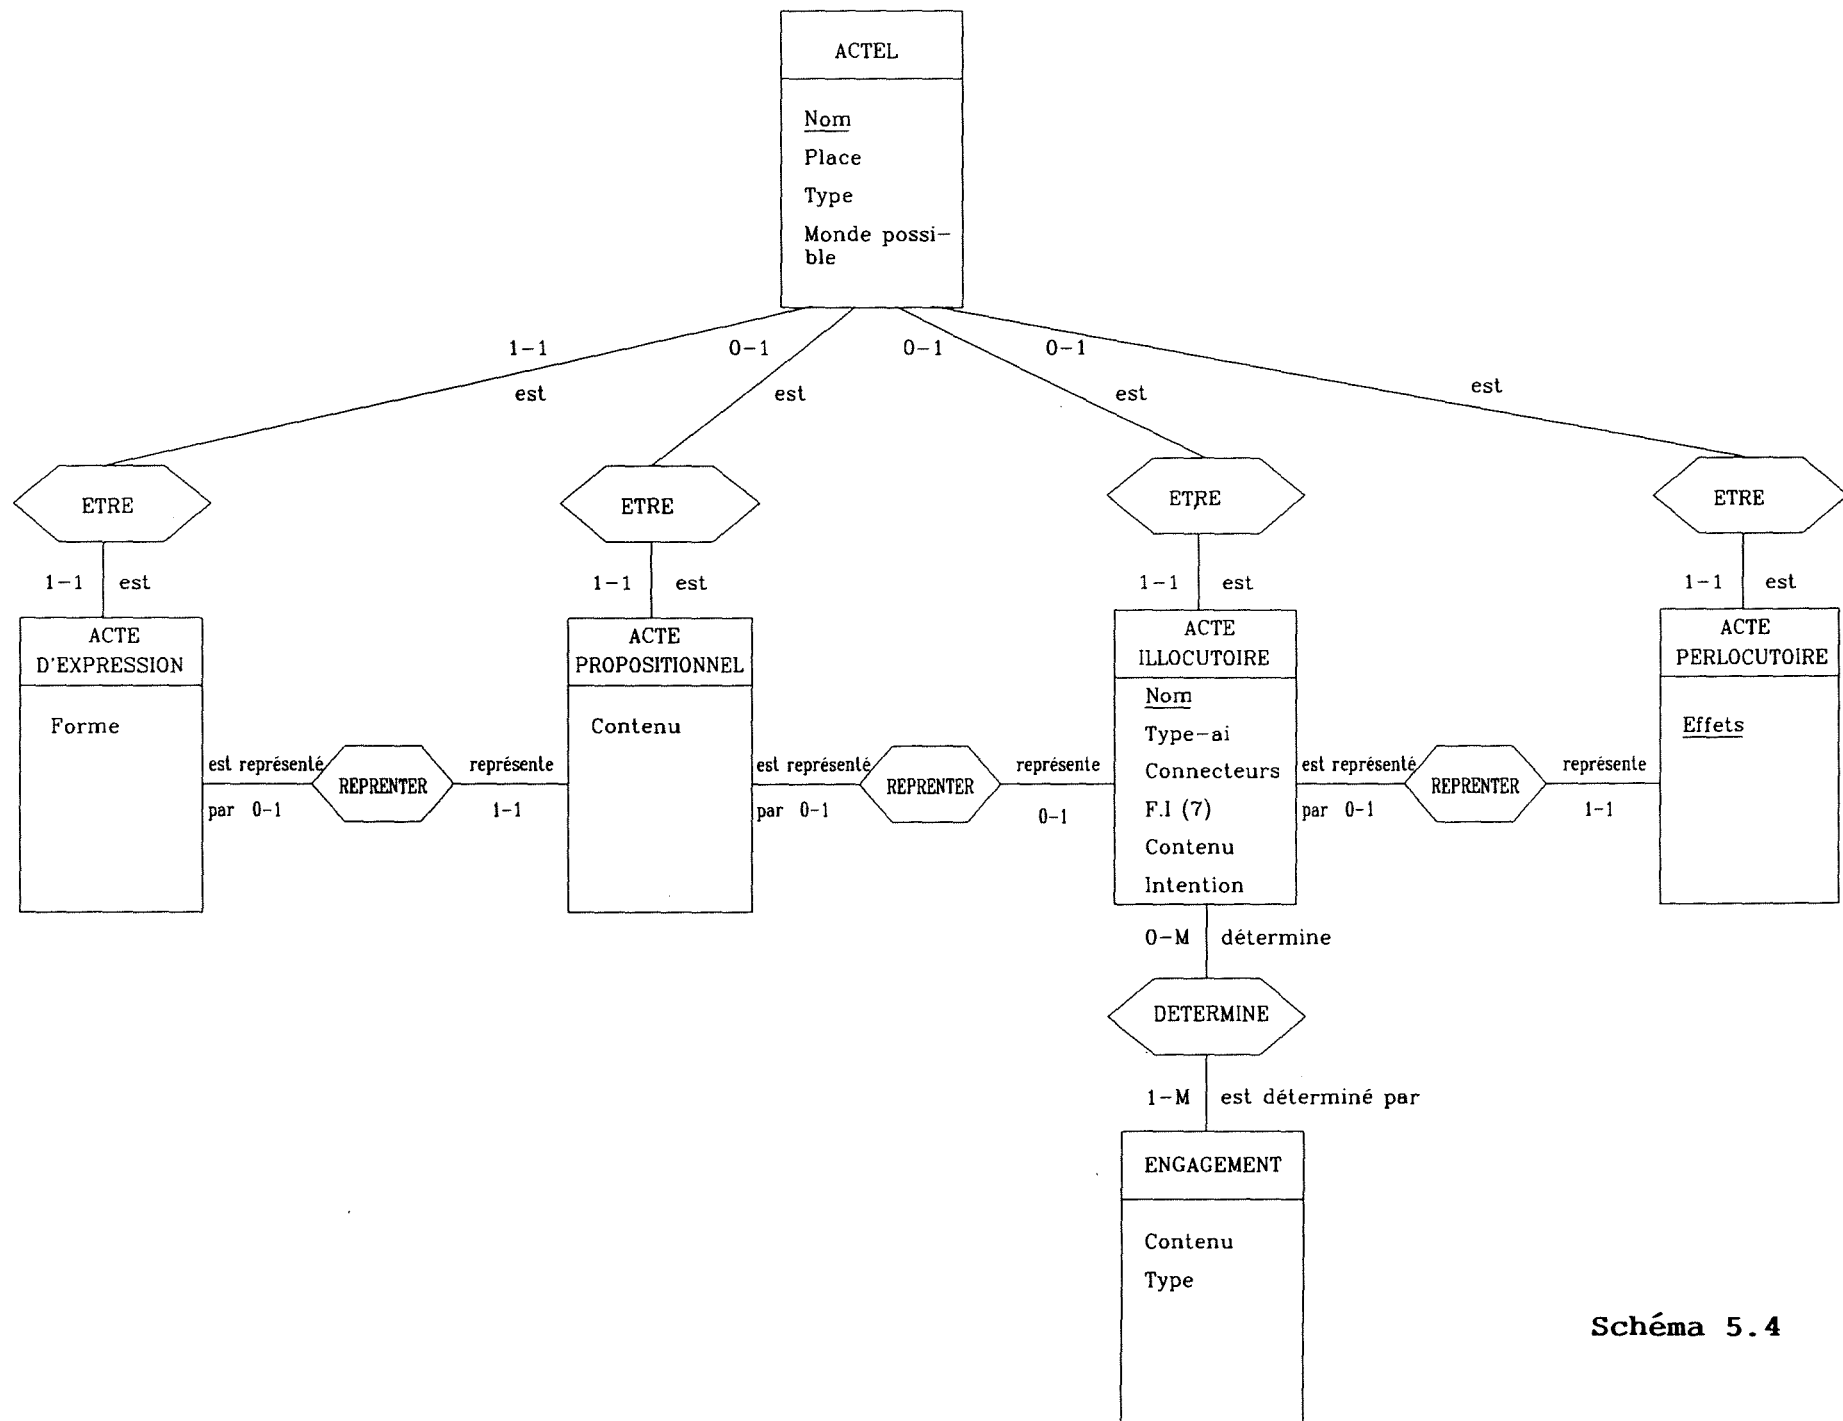 ACTEL
Nom
Place
Type
Monde possi-
ble
1-1
0-1
0-1
0-1
est
est
est
est
ETRE
ETRE
ETRE
ETRE
1-1 est
1-1 est
1-1 est
1-1 est
ACTE
D'EXPRESSION
Forme
est représenté
par 0-1
REPRENTER
représente
1-1
ACTE
PROPOSITIONNEL
Contenu
est représenté
par 0-1
REPRENTER
représente
0-1
ACTE
ILLOCUTOIRE
Nom
Type-ai
Connecteurs
F.I (7)
Contenu
Intention
est représenté
par 0-1
REPRENTER
représente
1-1
ACTE
PERLOCUTOIRE
Effets
0-M détermine
DETERMINE
1-M est déterminé par
ENGAGEMENT
Contenu
Type
Schéma 5.4